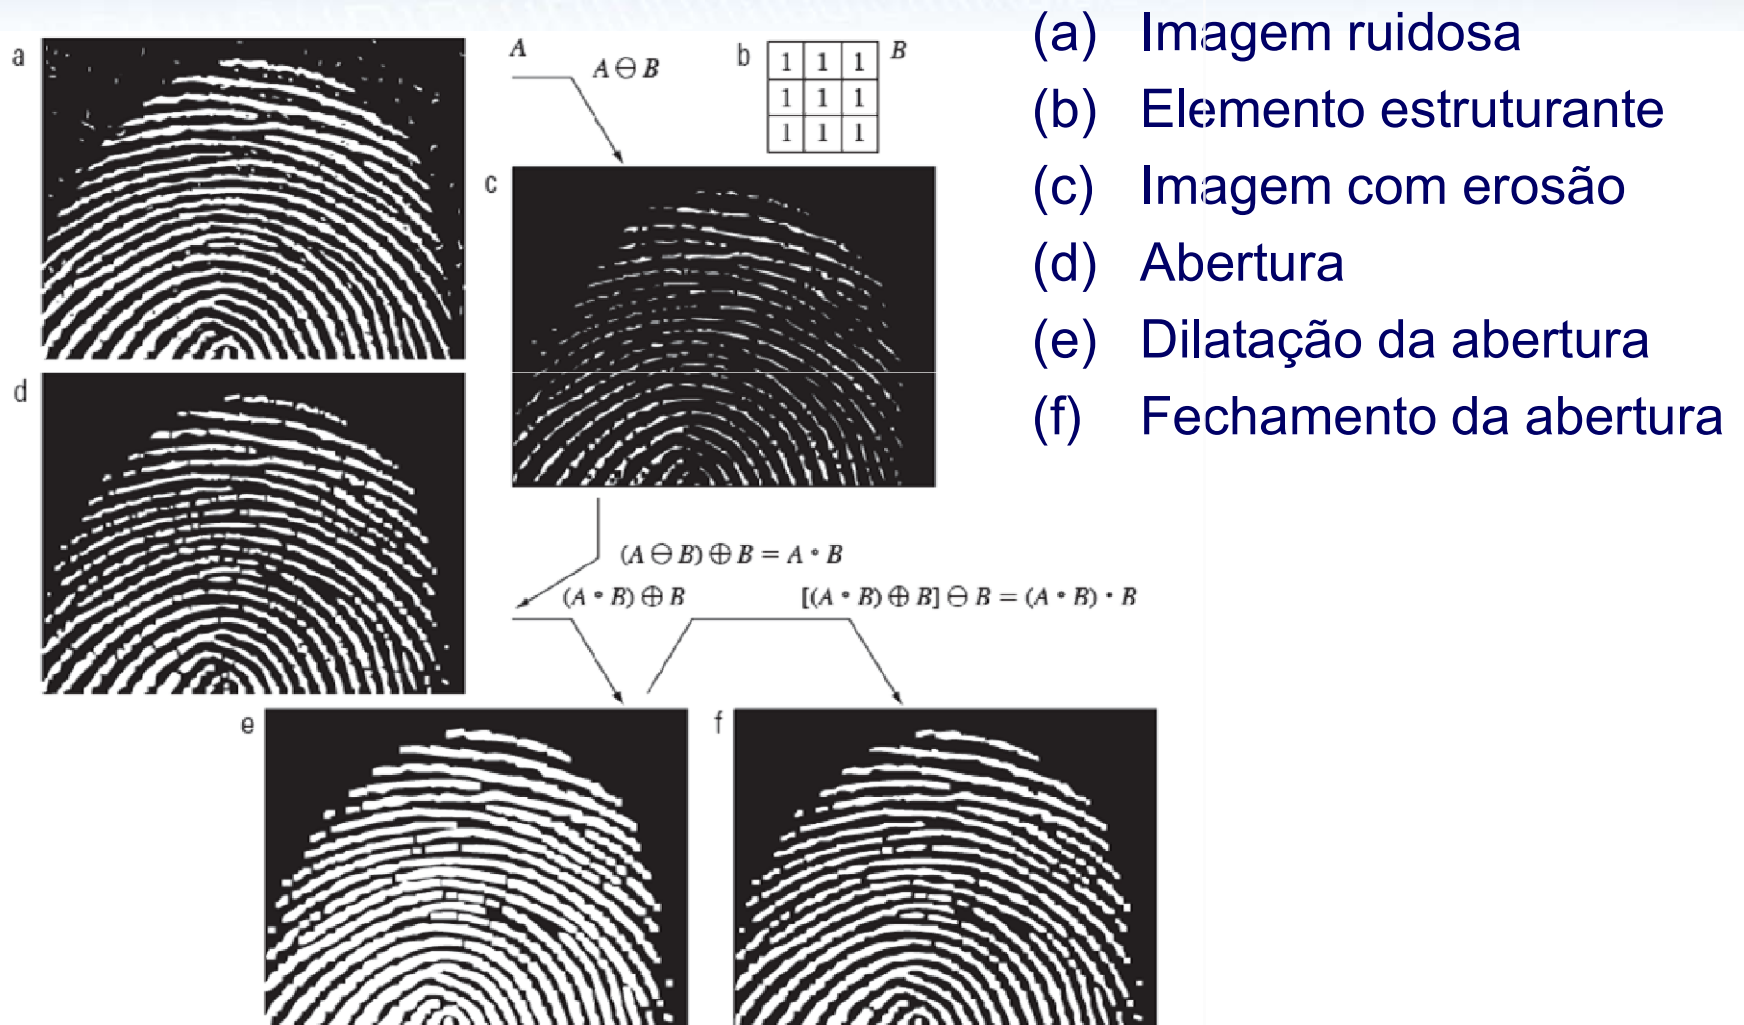 (a) Imagem ruidosa
(b) Elemento estruturante
(c) Imagem com erosão
(d) Abertura
(e) Dilatação da abertura
(f) Fechamento da abertura
a
A
A ⊖ B
b
1 1 1
1 1 1
1 1 1
B
c
d
(A ⊖ B) ⊕ B = A ∘ B
(A ∘ B) ⊕ B
[(A ∘ B) ⊕ B] ⊖ B = (A ∘ B) • B
e
f